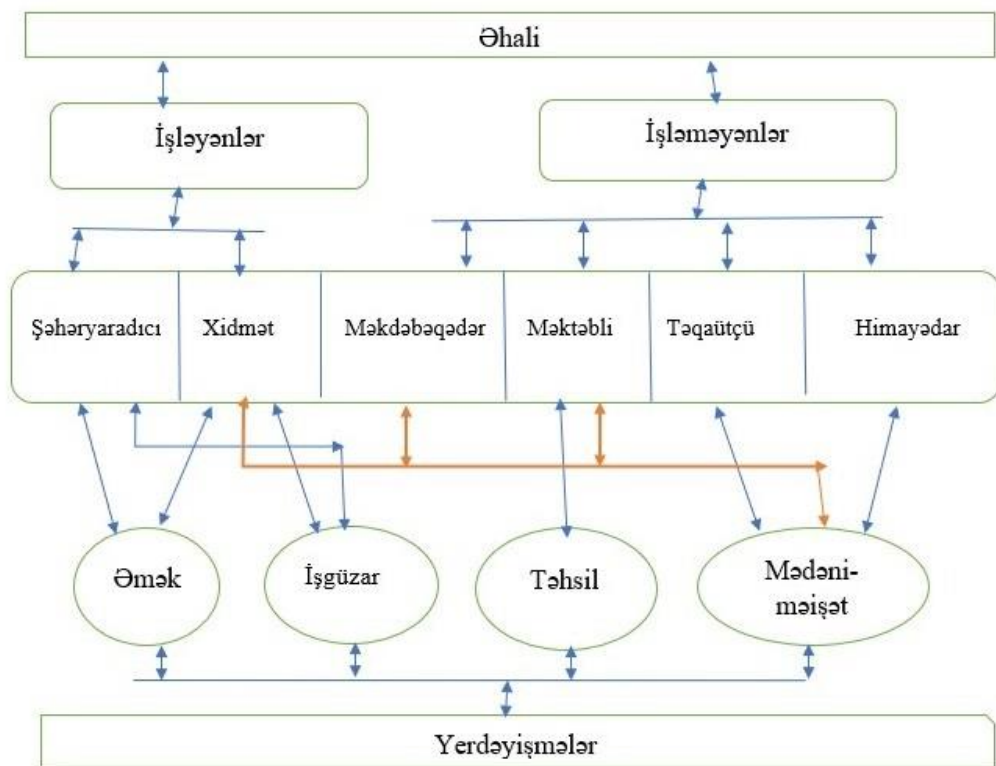 Əhali
İşləyənlər
İşləməyənlər
Şəhəryaradıcı
Xidmət
Məkdəbəqədər
Məktəbli
Təqaütçü
Himayədar
Əmək
İşgüzar
Təhsil
Mədəni-
məişət
Yerdəyişmələr